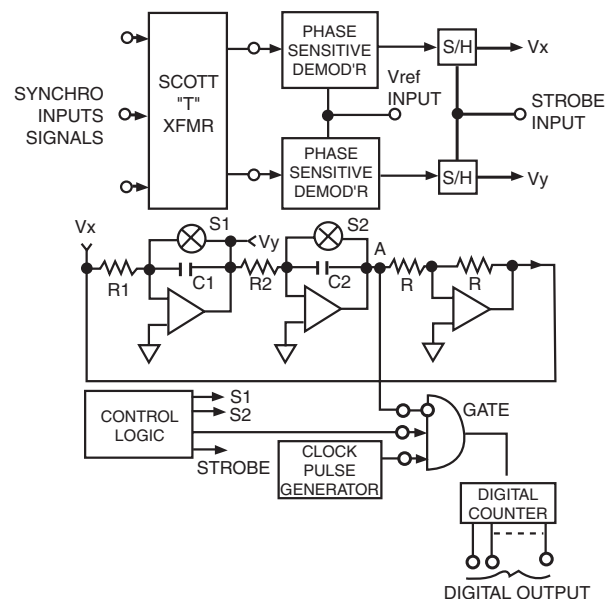 SYNCHRO
INPUTS
SIGNALS
SCOTT
"T"
XFMR
PHASE
SENSITIVE
DEMOD'R
PHASE
SENSITIVE
DEMOD'R
Vref
INPUT
S/H
S/H
Vx
STROBE
INPUT
Vy
Vx
R1
S1
C1
Vy
R2
S2
C2
A
R
R
CONTROL
LOGIC
S1
S2
STROBE
CLOCK
PULSE
GENERATOR
GATE
DIGITAL
COUNTER
DIGITAL OUTPUT